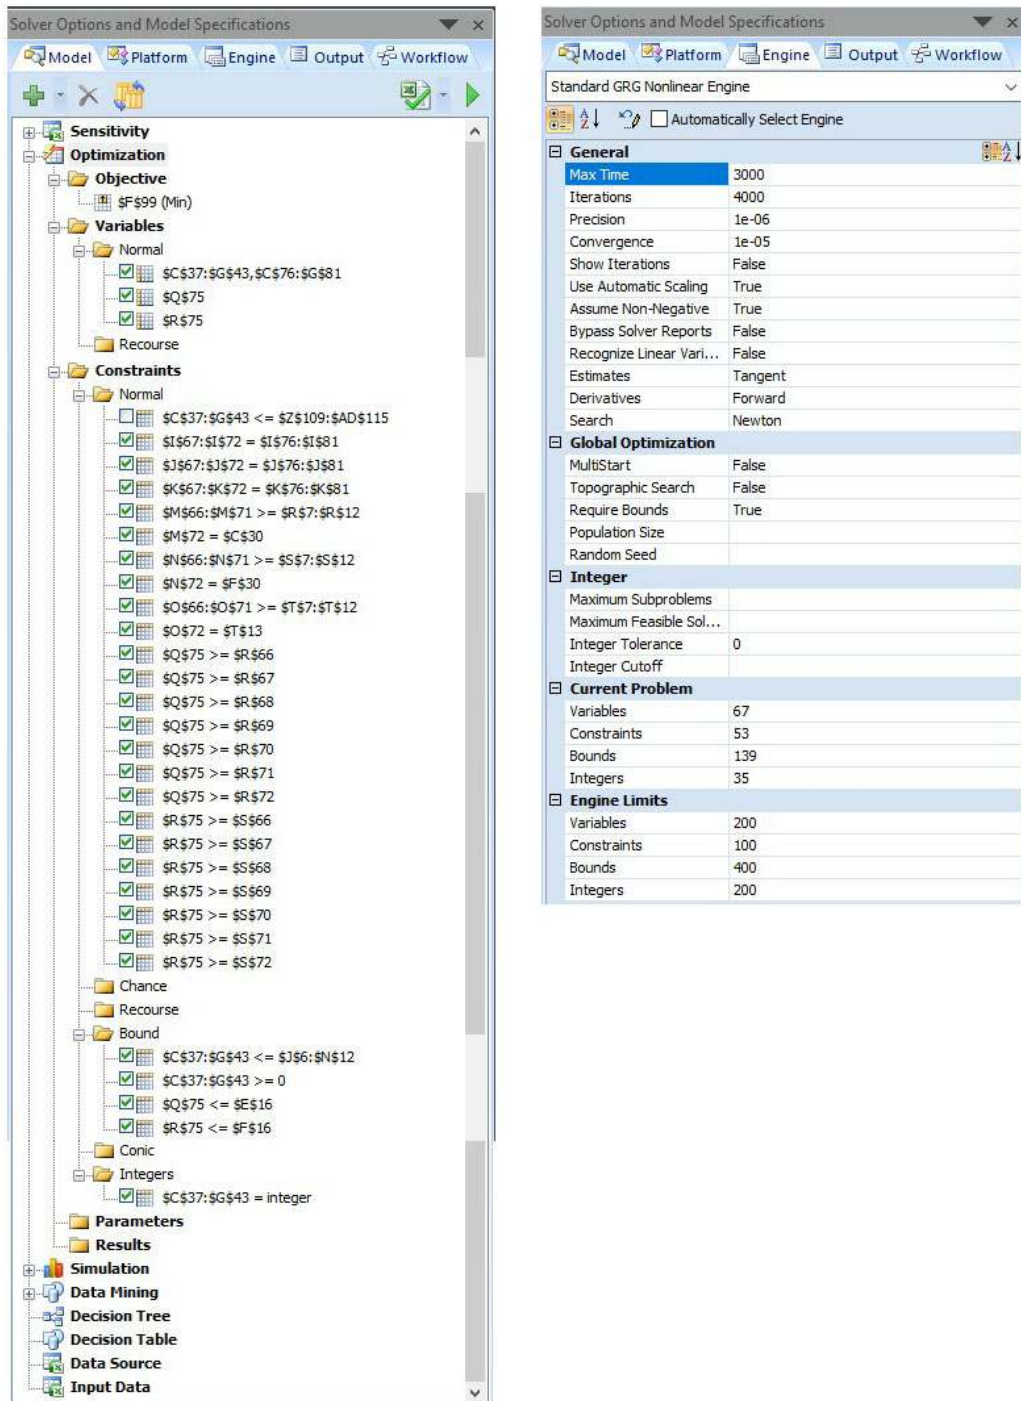 Solver Options and Model Specifications
Model Platform Engine Output Workflow
Sensitivity
Optimization
Objective
$F$99 (Min)
Variables
Normal
$C$37:$G$43,$C$76:$G$81
$Q$75
$R$75
Recourse
Constraints
Normal
$C$37:$G$43 <= $Z$109:$AD$115
$I$67:$I$72 = $I$76:$I$81
$J$67:$J$72 = $J$76:$J$81
$K$67:$K$72 = $K$76:$K$81
$M$66:$M$71 >= $R$7:$R$12
$M$72 = $C$30
$N$66:$N$71 >= $S$7:$S$12
$N$72 = $F$30
$O$66:$O$71 >= $T$7:$T$12
$O$72 = $T$13
$Q$75 >= $R$66
$Q$75 >= $R$67
$Q$75 >= $R$68
$Q$75 >= $R$69
$Q$75 >= $R$70
$Q$75 >= $R$71
$Q$75 >= $R$72
$R$75 >= $S$66
$R$75 >= $S$67
$R$75 >= $S$68
$R$75 >= $S$69
$R$75 >= $S$70
$R$75 >= $S$71
$R$75 >= $S$72
Chance
Recourse
Bound
$C$37:$G$43 <= $J$6:$N$12
$C$37:$G$43 >= 0
$Q$75 <= $E$16
$R$75 <= $F$16
Conic
Integers
$C$37:$G$43 = integer
Parameters
Results
Simulation
Data Mining
Decision Tree
Decision Table
Data Source
Input Data
Solver Options and Model Specifications
Model Platform Engine Output Workflow
Standard GRG Nonlinear Engine
Automatically Select Engine
General
Max Time 3000
Iterations 4000
Precision 1e-06
Convergence 1e-05
Show Iterations False
Use Automatic Scaling True
Assume Non-Negative True
Bypass Solver Reports False
Recognize Linear Vari... False
Estimates Tangent
Derivatives Forward
Search Newton
Global Optimization
MultiStart False
Topographic Search False
Require Bounds True
Population Size
Random Seed
Integer
Maximum Subproblems
Maximum Feasible Sol...
Integer Tolerance 0
Integer Cutoff
Current Problem
Variables 67
Constraints 53
Bounds 139
Integers 35
Engine Limits
Variables 200
Constraints 100
Bounds 400
Integers 200